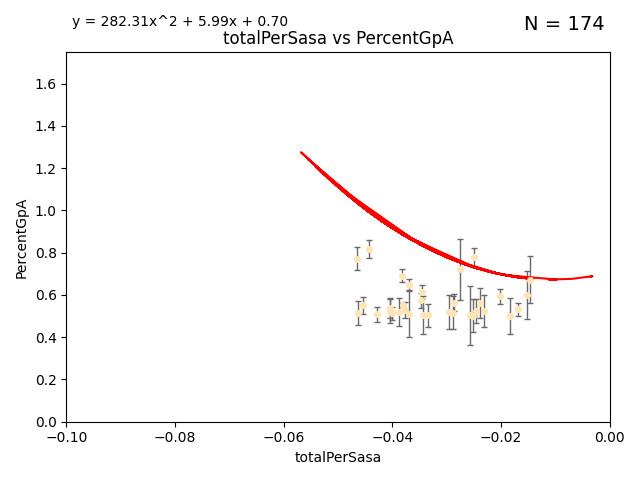 y = 282.31x^2 + 5.99x + 0.70
N = 174
totalPerSasa vs PercentGpA
1.6
1.4
1.2
1.0
0.8
0.6
0.4
0.2
0.0
PercentGpA
−0.10 −0.08 −0.06 −0.04 −0.02 0.00
totalPerSasa